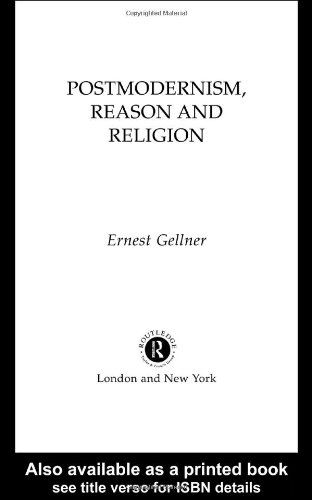 POSTMODERNISM,
REASON AND
RELIGION
Ernest Gellner
ROUTLEDGE
R
London and New York
Also available as a printed book
see title verso for ISBN details